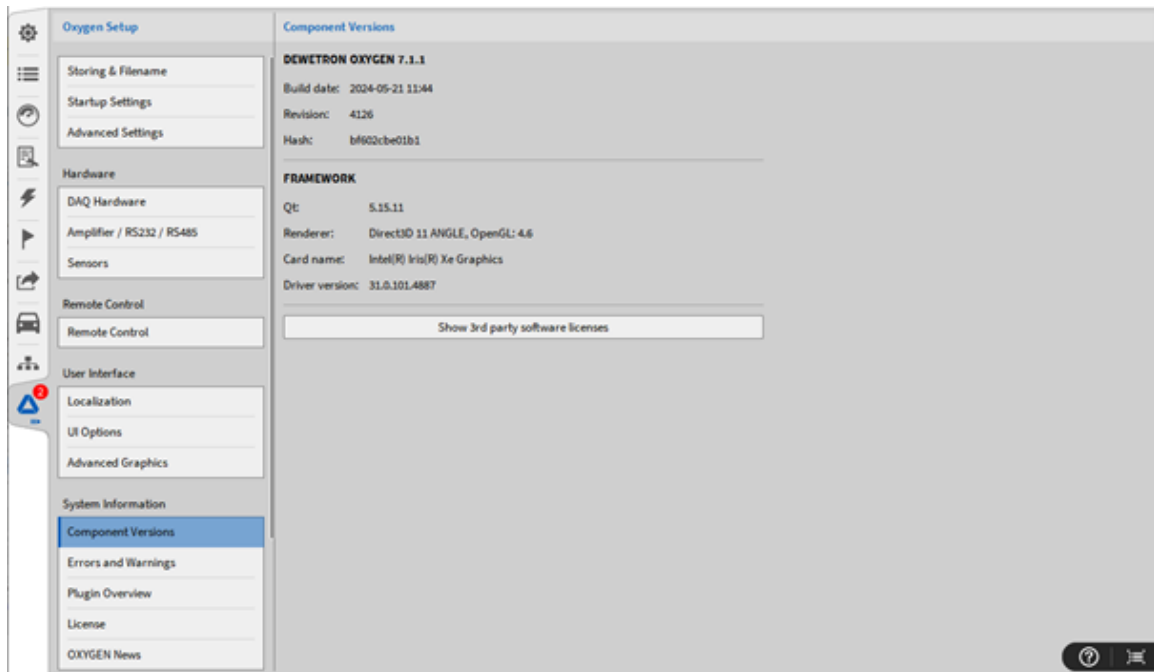 Oxygen Setup
Storing & Filename
Startup Settings
Advanced Settings
Hardware
DAQ Hardware
Amplifier / RS232 / RS485
Sensors
Remote Control
Remote Control
User Interface
Localization
UI Options
Advanced Graphics
System Information
Component Versions
Errors and Warnings
Plugin Overview
License
OXYGEN News
2
Component Versions
DEWETRON OXYGEN 7.1.1
Build date: 2024-05-21 11:44
Revision: 4126
Hash: bf602cbe01b1
FRAMEWORK
Qt: 5.15.11
Renderer: Direct3D 11 ANGLE, OpenGL: 4.6
Card name: Intel(R) Iris(R) Xe Graphics
Driver version: 31.0.101.4887
Show 3rd party software licenses